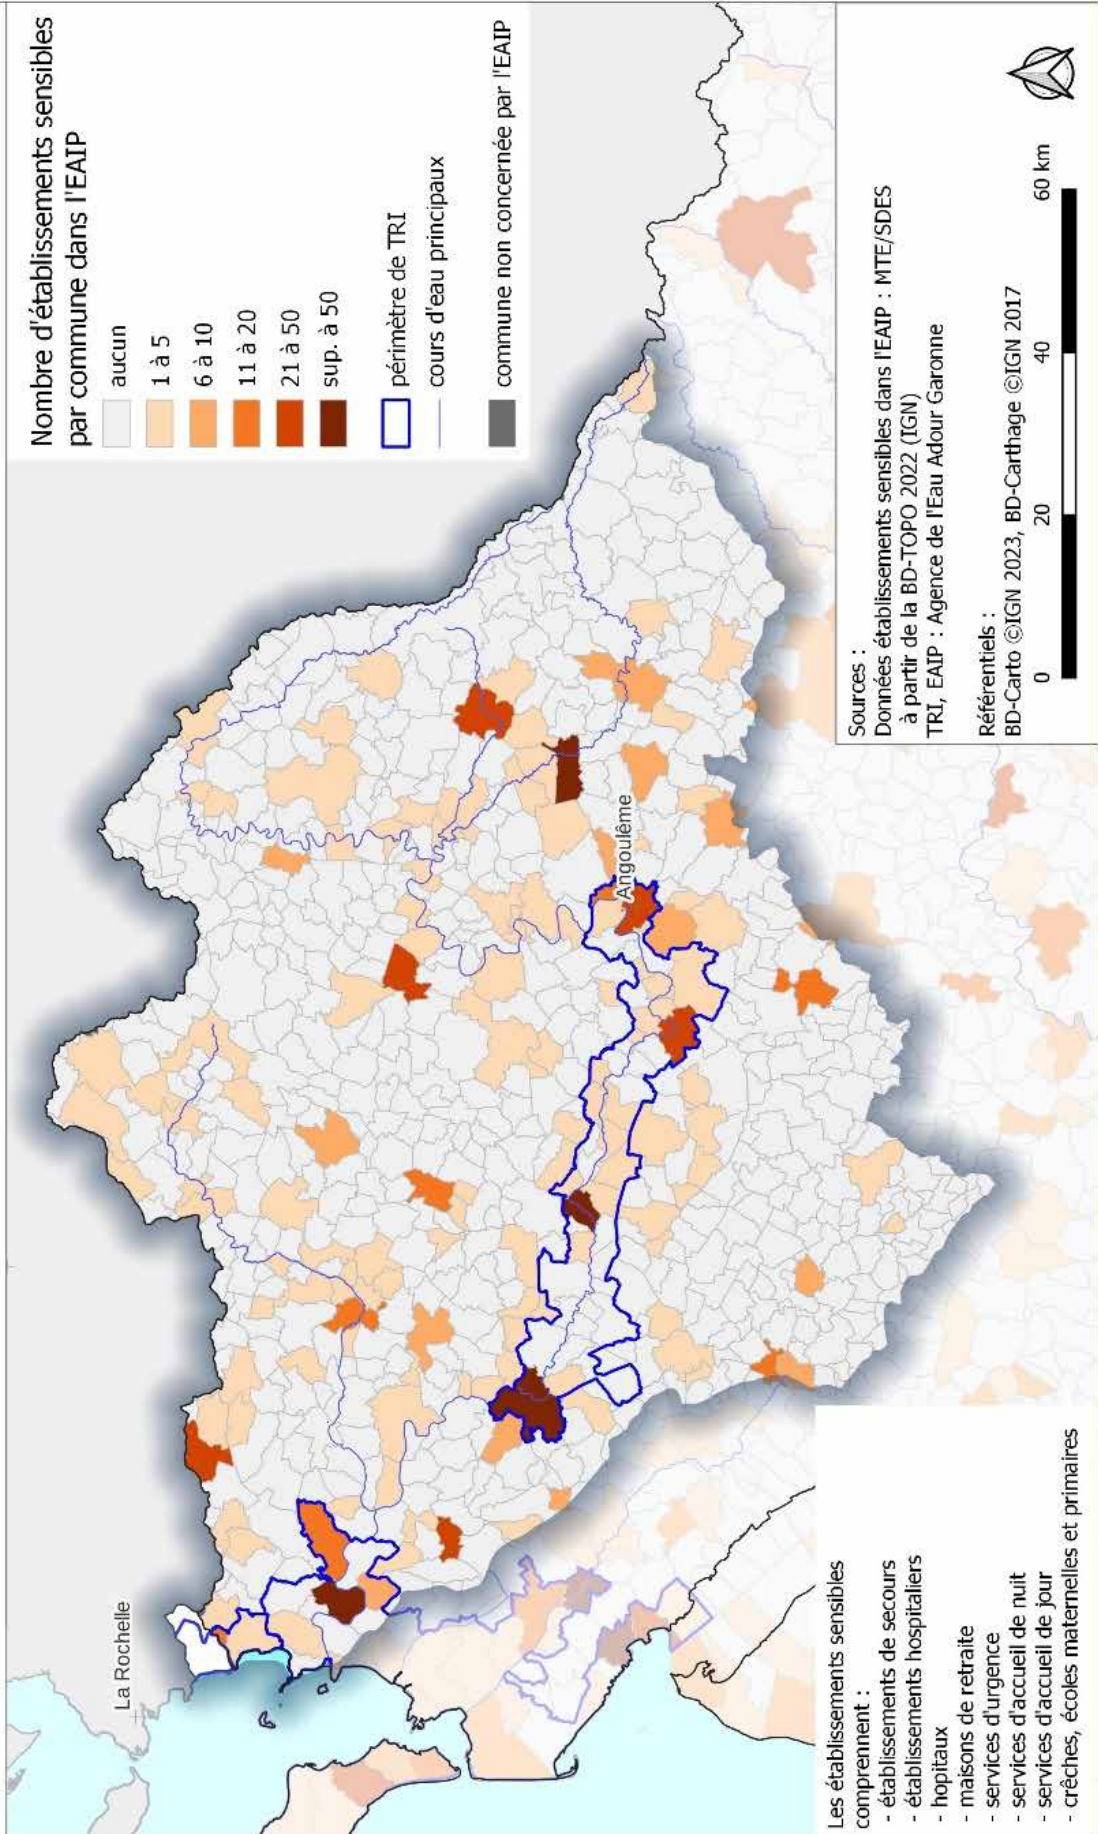 Nombre d'établissements sensibles
par commune dans l'EAIP
aucun
1 à 5
6 à 10
11 à 20
21 à 50
sup. à 50
périmètre de TRI
cours d'eau principaux
commune non concernée par l'EAIP
La Rochelle
Angoulême
Les établissements sensibles
comprennent :
- établissements de secours
- établissements hospitaliers
- hopitaux
- maisons de retraite
- services d'urgence
- services d'accueil de nuit
- services d'accueil de jour
- crêches, écoles maternelles et primaires
Sources :
Données établissements sensibles dans l'EAIP : MTE/SDES
à partir de la BD-TOPO 2022 (IGN)
TRI, EAIP : Agence de l'Eau Adour Garonne
Référentiels :
BD-Carto ©IGN 2023, BD-Carthage ©IGN 2017
0 20 40 60 km